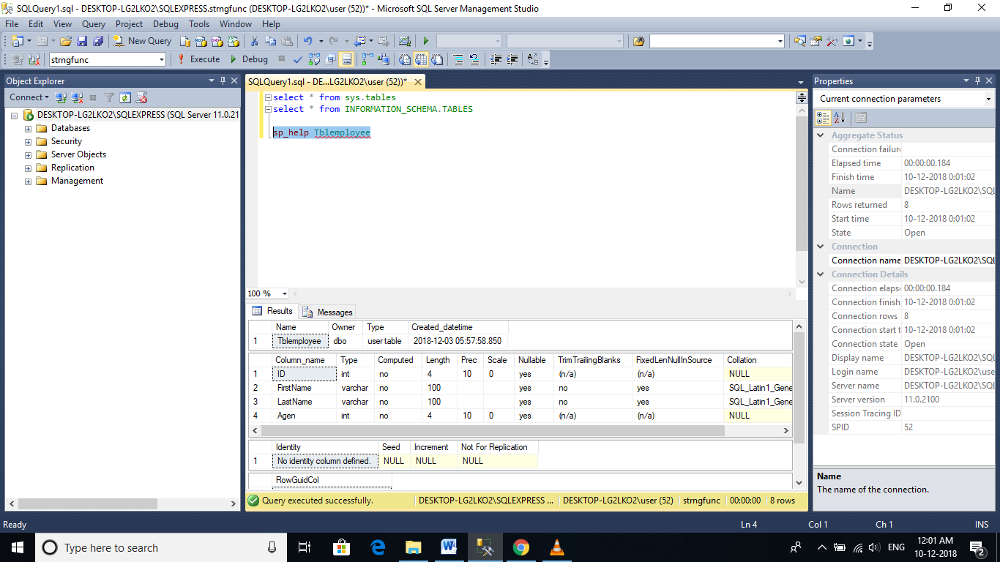 SQLQuery1.sql - DESKTOP-LG2LKO2\SQLEXPRESS.strngfunc (DESKTOP-LG2LKO2\user (52))* - Microsoft SQL Server Management Studio
File Edit View Query Project Debug Tools Window Help
New Query
strngfunc Execute Debug
Object Explorer
Connect
DESKTOP-LG2LKO2\SQLEXPRESS (SQL Server 11.0.21
Databases
Security
Server Objects
Replication
Management
SQLQuery1.sql - DE...LG2LKO2\user (52))*
select * from sys.tables
select * from INFORMATION_SCHEMA.TABLES
sp_help Tblemployee
100 %
Results Messages
Name Owner Type Created_datetime
1 Tblemployee dbo user table 2018-12-03 05:57:58.850
Column_name Type Computed Length Prec Scale Nullable TrimTrailingBlanks FixedLenNullInSource Collation
1 ID int no 4 10 0 yes (n/a) (n/a) NULL
2 FirstName varchar no 100 yes no yes SQL_Latin1_Gene
3 LastName varchar no 100 yes no yes SQL_Latin1_Gene
4 Agen int no 4 10 0 yes (n/a) (n/a) NULL
Identity Seed Increment Not For Replication
1 No identity column defined. NULL NULL NULL
RowGuidCol
Query executed successfully. DESKTOP-LG2LKO2\SQLEXPRESS ... DESKTOP-LG2LKO2\user (52) strngfunc 00:00:00 8 rows
Properties
Current connection parameters
Aggregate Status
Connection failure
Elapsed time 00:00:00.184
Finish time 10-12-2018 0:01:02
Name DESKTOP-LG2LKO2\SQL
Rows returned 8
Start time 10-12-2018 0:01:02
State Open
Connection
Connection name DESKTOP-LG2LKO2\SQL
Connection Details
Connection elaps 00:00:00.184
Connection finish 10-12-2018 0:01:02
Connection rows 8
Connection start t 10-12-2018 0:01:02
Connection state Open
Display name DESKTOP-LG2LKO2\SQL
Login name DESKTOP-LG2LKO2\use
Server name DESKTOP-LG2LKO2\SQL
Server version 11.0.2100
Session Tracing ID
SPID 52
Name
The name of the connection.
Ready Ln 4 Col 1 Ch 1 INS
Type here to search
ENG
12:01 AM
10-12-2018
2